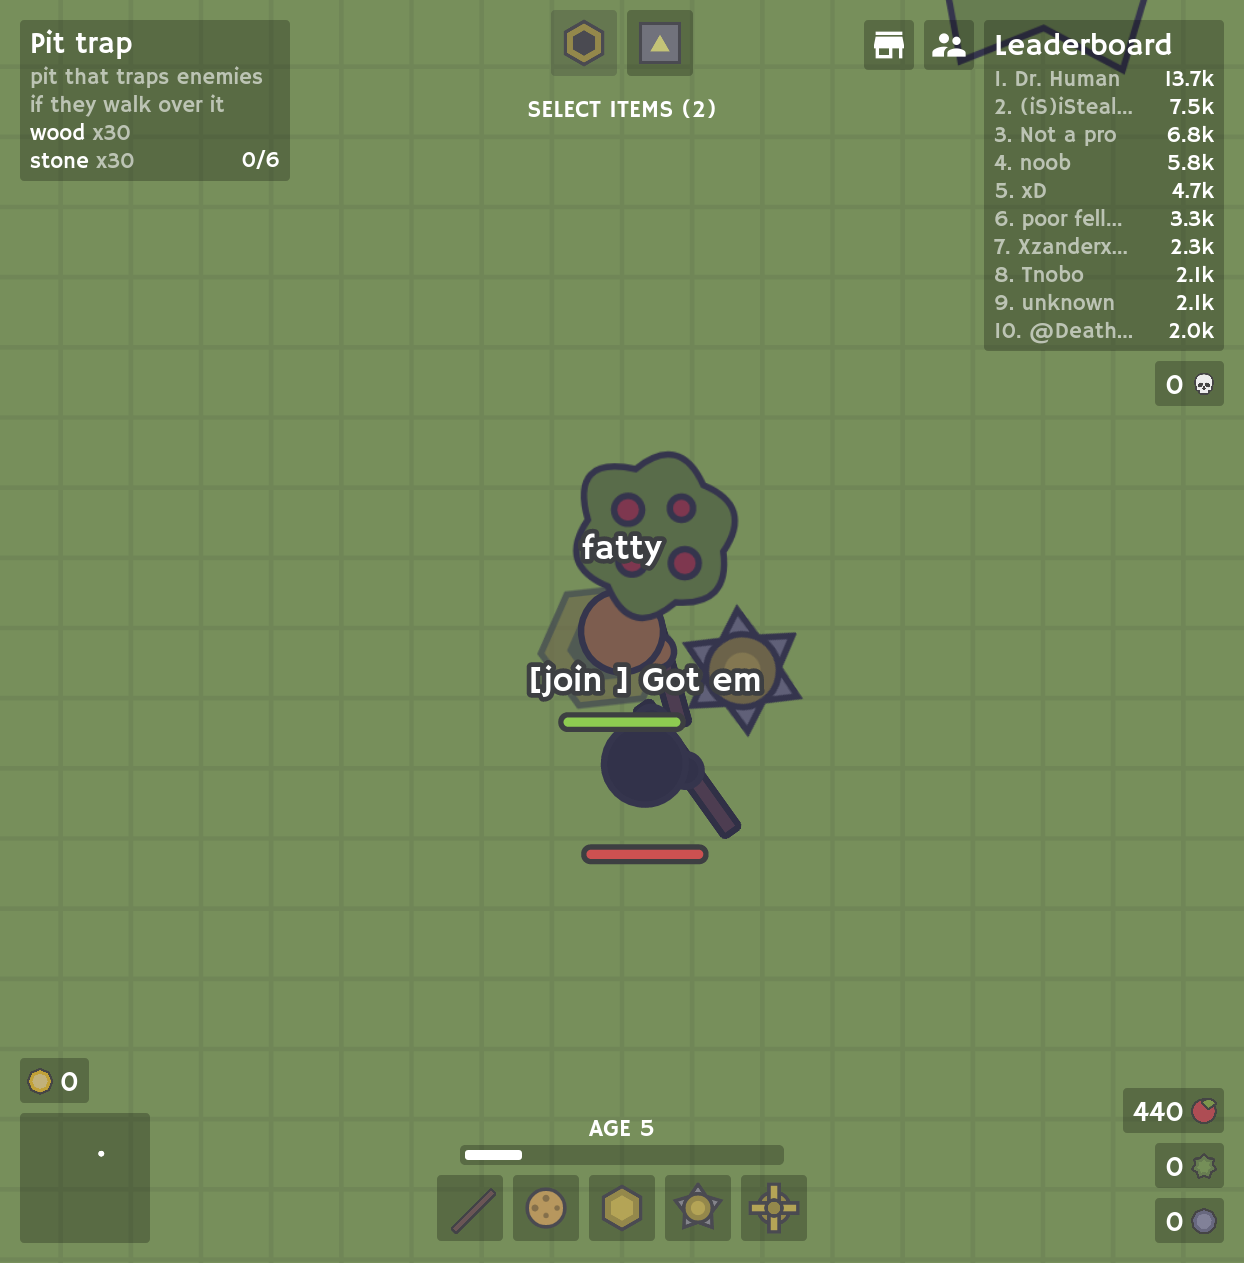 Pit trap
pit that traps enemies
if they walk over it
wood x30
stone x30 0/6
SELECT ITEMS (2)
Leaderboard
1. Dr. Human 13.7k
2. (iS)iSteal... 7.5k
3. Not a pro 6.8k
4. noob 5.8k
5. xD 4.7k
6. poor fell... 3.3k
7. Xzanderx... 2.3k
8. Tnobo 2.1k
9. unknown 2.1k
10. @Death... 2.0k
0
fatty
[join ] Got em
0
AGE 5
440
0
0